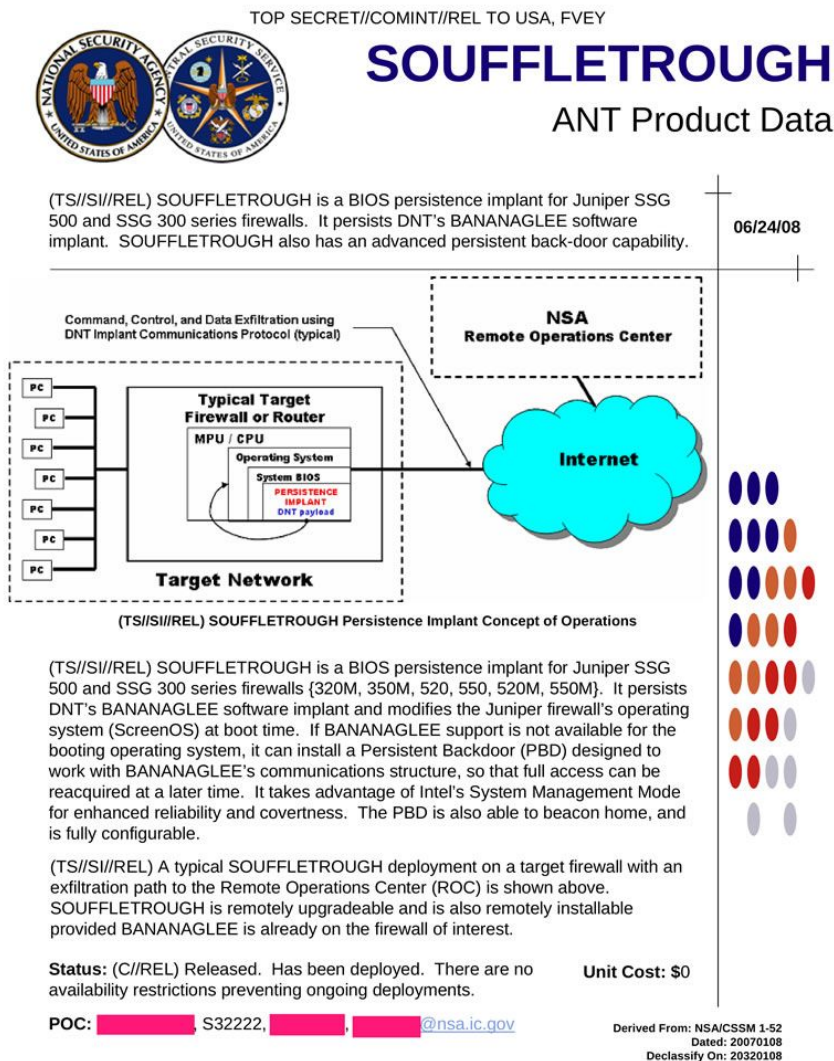 TOP SECRET//COMINT//REL TO USA, FVEY
NATIONAL SECURITY AGENCY
UNITED STATES OF AMERICA
CENTRAL SECURITY SERVICE
UNITED STATES OF AMERICA
SOUFFLETROUGH
ANT Product Data
(TS//SI//REL) SOUFFLETROUGH is a BIOS persistence implant for Juniper SSG
500 and SSG 300 series firewalls. It persists DNT's BANANAGLEE software
implant. SOUFFLETROUGH also has an advanced persistent back-door capability.
06/24/08
Command, Control, and Data Exfiltration using
DNT Implant Communications Protocol (typical)
NSA
Remote Operations Center
PC
PC
PC
PC
PC
PC
PC
Typical Target
Firewall or Router
MPU / CPU
Operating System
System BIOS
PERSISTENCE
IMPLANT
DNT payload
Internet
Target Network
(TS//SI//REL) SOUFFLETROUGH Persistence Implant Concept of Operations
(TS//SI//REL) SOUFFLETROUGH is a BIOS persistence implant for Juniper SSG
500 and SSG 300 series firewalls {320M, 350M, 520, 550, 520M, 550M}. It persists
DNT's BANANAGLEE software implant and modifies the Juniper firewall's operating
system (ScreenOS) at boot time. If BANANAGLEE support is not available for the
booting operating system, it can install a Persistent Backdoor (PBD) designed to
work with BANANAGLEE's communications structure, so that full access can be
reacquired at a later time. It takes advantage of Intel's System Management Mode
for enhanced reliability and covertness. The PBD is also able to beacon home, and
is fully configurable.
(TS//SI//REL) A typical SOUFFLETROUGH deployment on a target firewall with an
exfiltration path to the Remote Operations Center (ROC) is shown above.
SOUFFLETROUGH is remotely upgradeable and is also remotely installable
provided BANANAGLEE is already on the firewall of interest.
Status: (C//REL) Released. Has been deployed. There are no
availability restrictions preventing ongoing deployments.
Unit Cost: $0
POC: , S32222, , @nsa.ic.gov
Derived From: NSA/CSSM 1-52
Dated: 20070108
Declassify On: 20320108